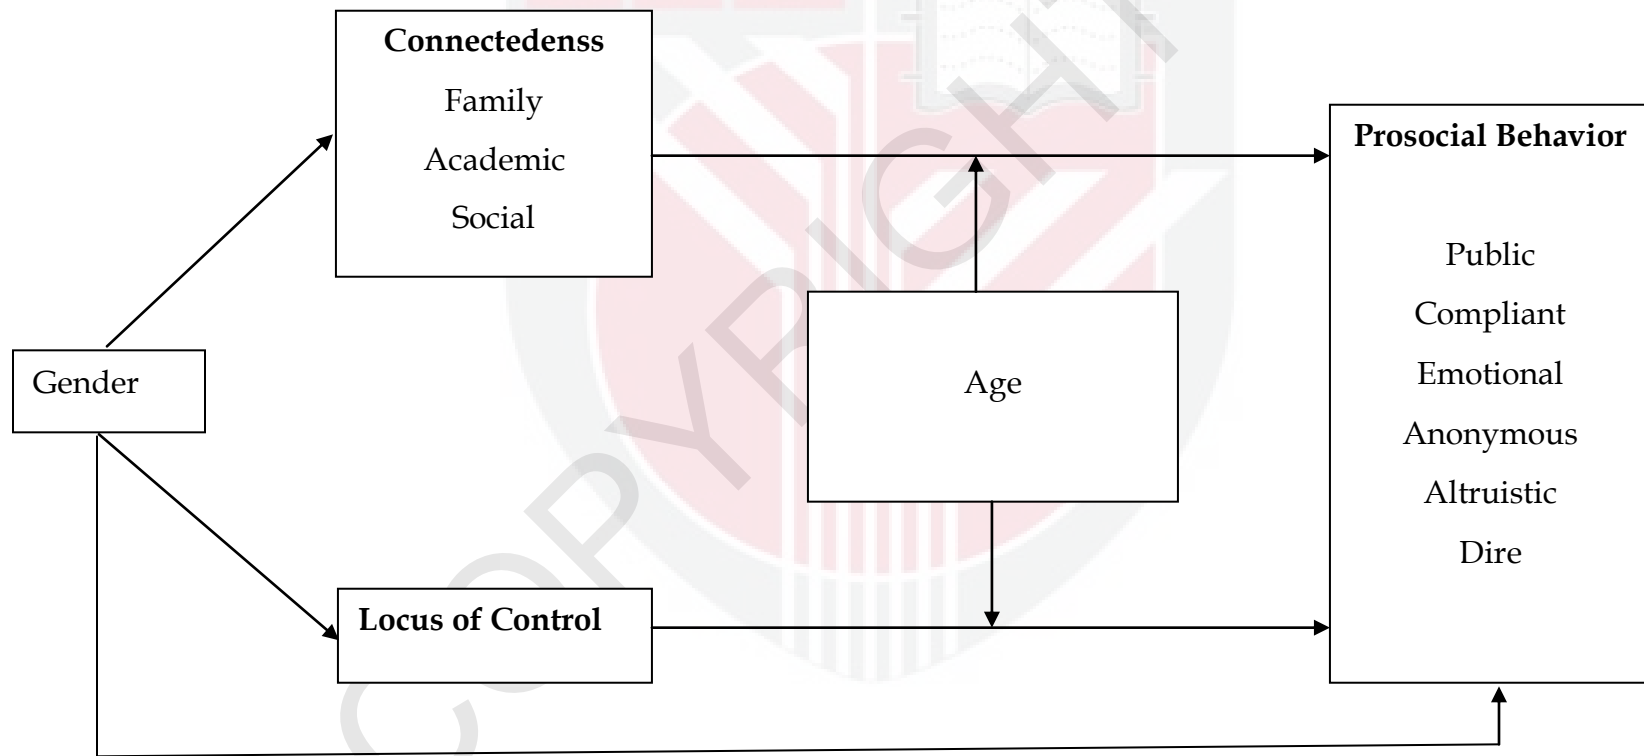 Connectedenss
Family
Academic
Social
Gender
Locus of Control
Age
Prosocial Behavior
Public
Compliant
Emotional
Anonymous
Altruistic
Dire
COPYRIGHT